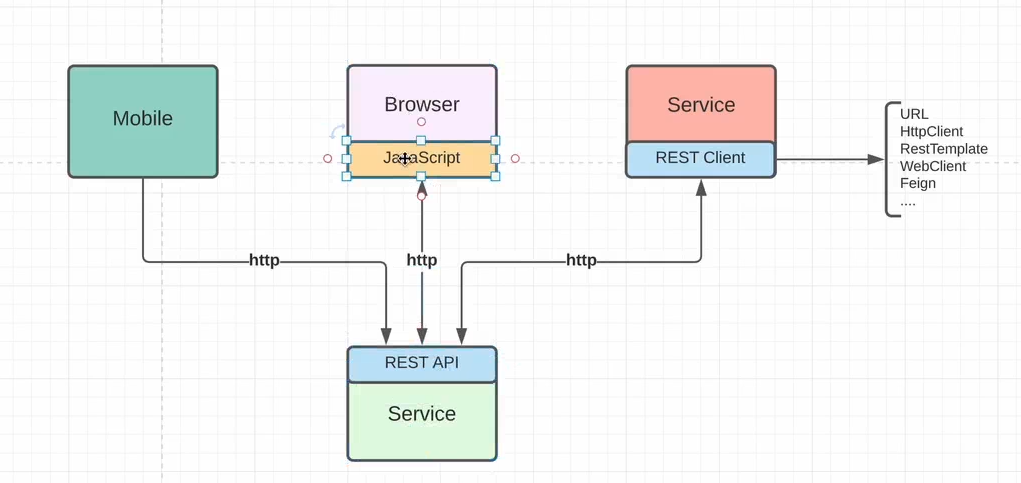 Mobile
Browser
JavaScript
Service
REST Client
URL
HttpClient
RestTemplate
WebClient
Feign
....
http
http
http
REST API
Service